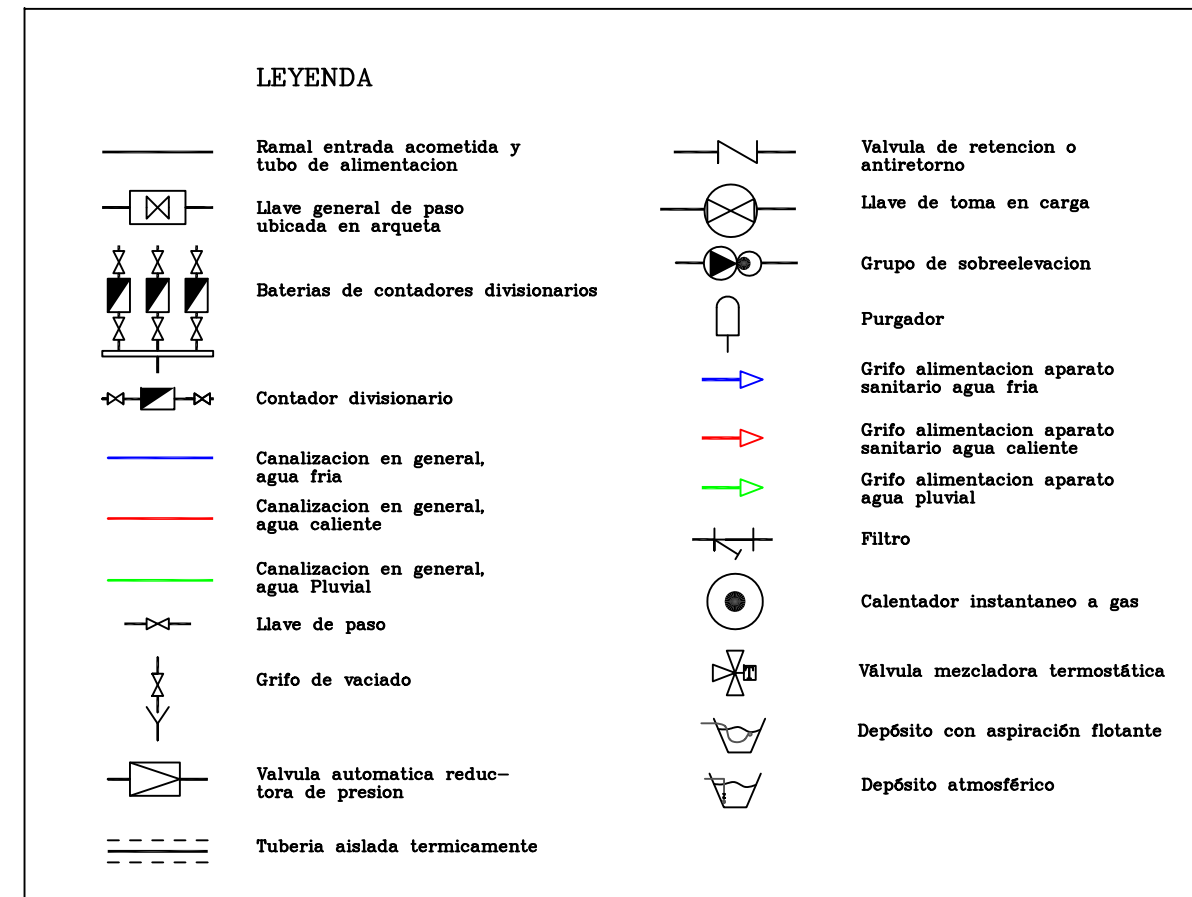 LEYENDA
Ramal entrada acometida y
tubo de alimentacion
Llave general de paso
ubicada en arqueta
Baterias de contadores divisionarios
Contador divisionario
Canalizacion en general,
agua fria
Canalizacion en general,
agua caliente
Canalizacion en general,
agua Pluvial
Llave de paso
Grifo de vaciado
Valvula automatica reduc-
tora de presion
Tuberia aislada termicamente
Valvula de retencion o
antiretorno
Llave de toma en carga
Grupo de sobreelevacion
Purgador
Grifo alimentacion aparato
sanitario agua fria
Grifo alimentacion aparato
sanitario agua caliente
Grifo alimentacion aparato
agua pluvial
Filtro
Calentador instantaneo a gas
T
Válvula mezcladora termostática
Depósito con aspiración flotante
Depósito atmosférico